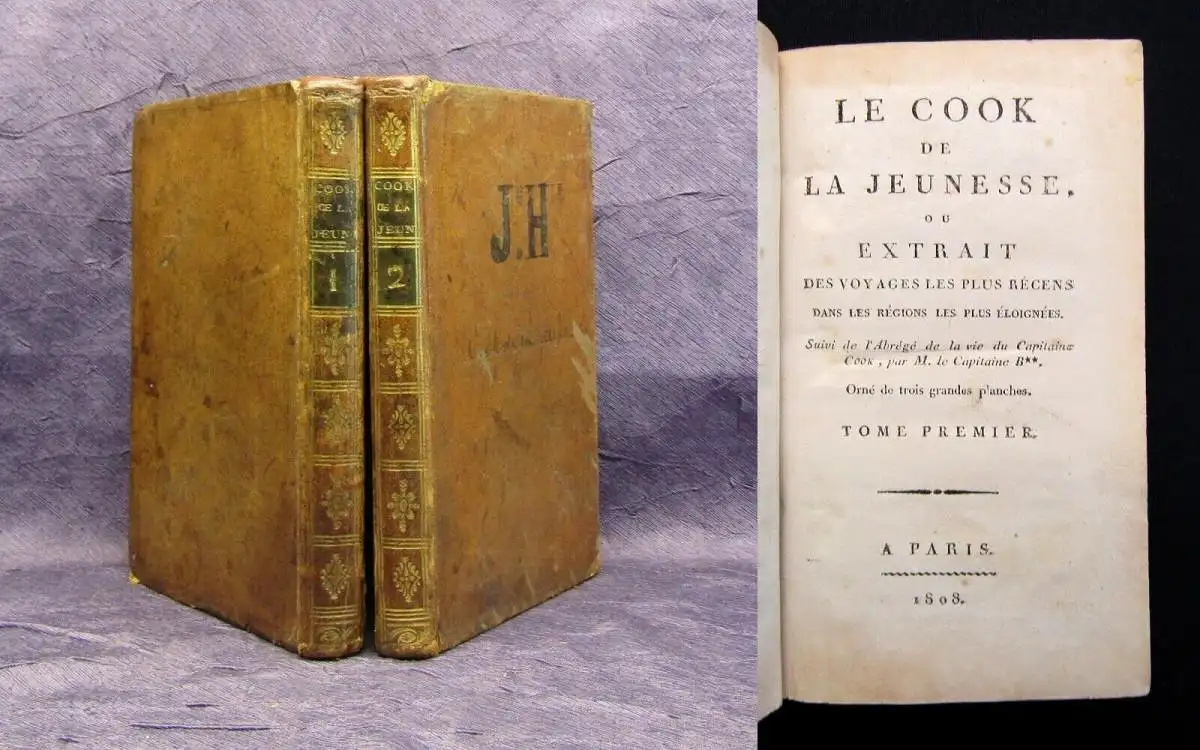 COOK
DE LA
JEUN
1
COOK
DE LA
JEUN
2
J.H
LE COOK
DE
LA JEUNESSE,
OU
EXTRAIT
DES VOYAGES LES PLUS RÉCENS
DANS LES RÉGIONS LES PLUS ÉLOIGNÉES.
Suivi de l'Abrégé de la vie du Capitaine
COOK, par M. le Capitaine B**.
Orné de trois grandes planches.
TOME PREMIER.
A PARIS.
1808.